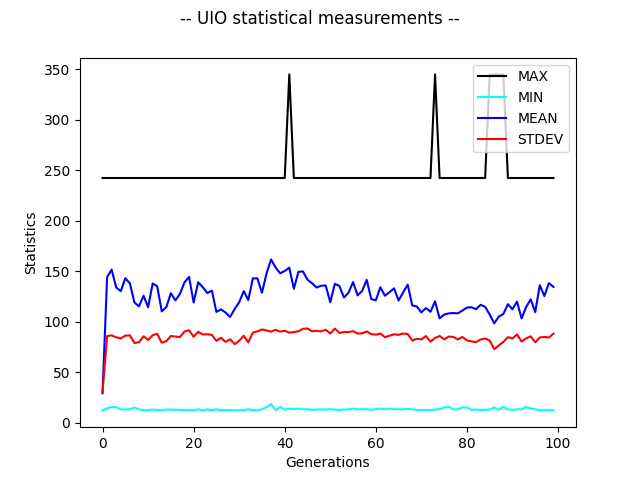 -- UIO statistical measurements --
350
300
250
200
150
100
50
0
Statistics
MAX
MIN
MEAN
STDEV
0 20 40 60 80 100
Generations